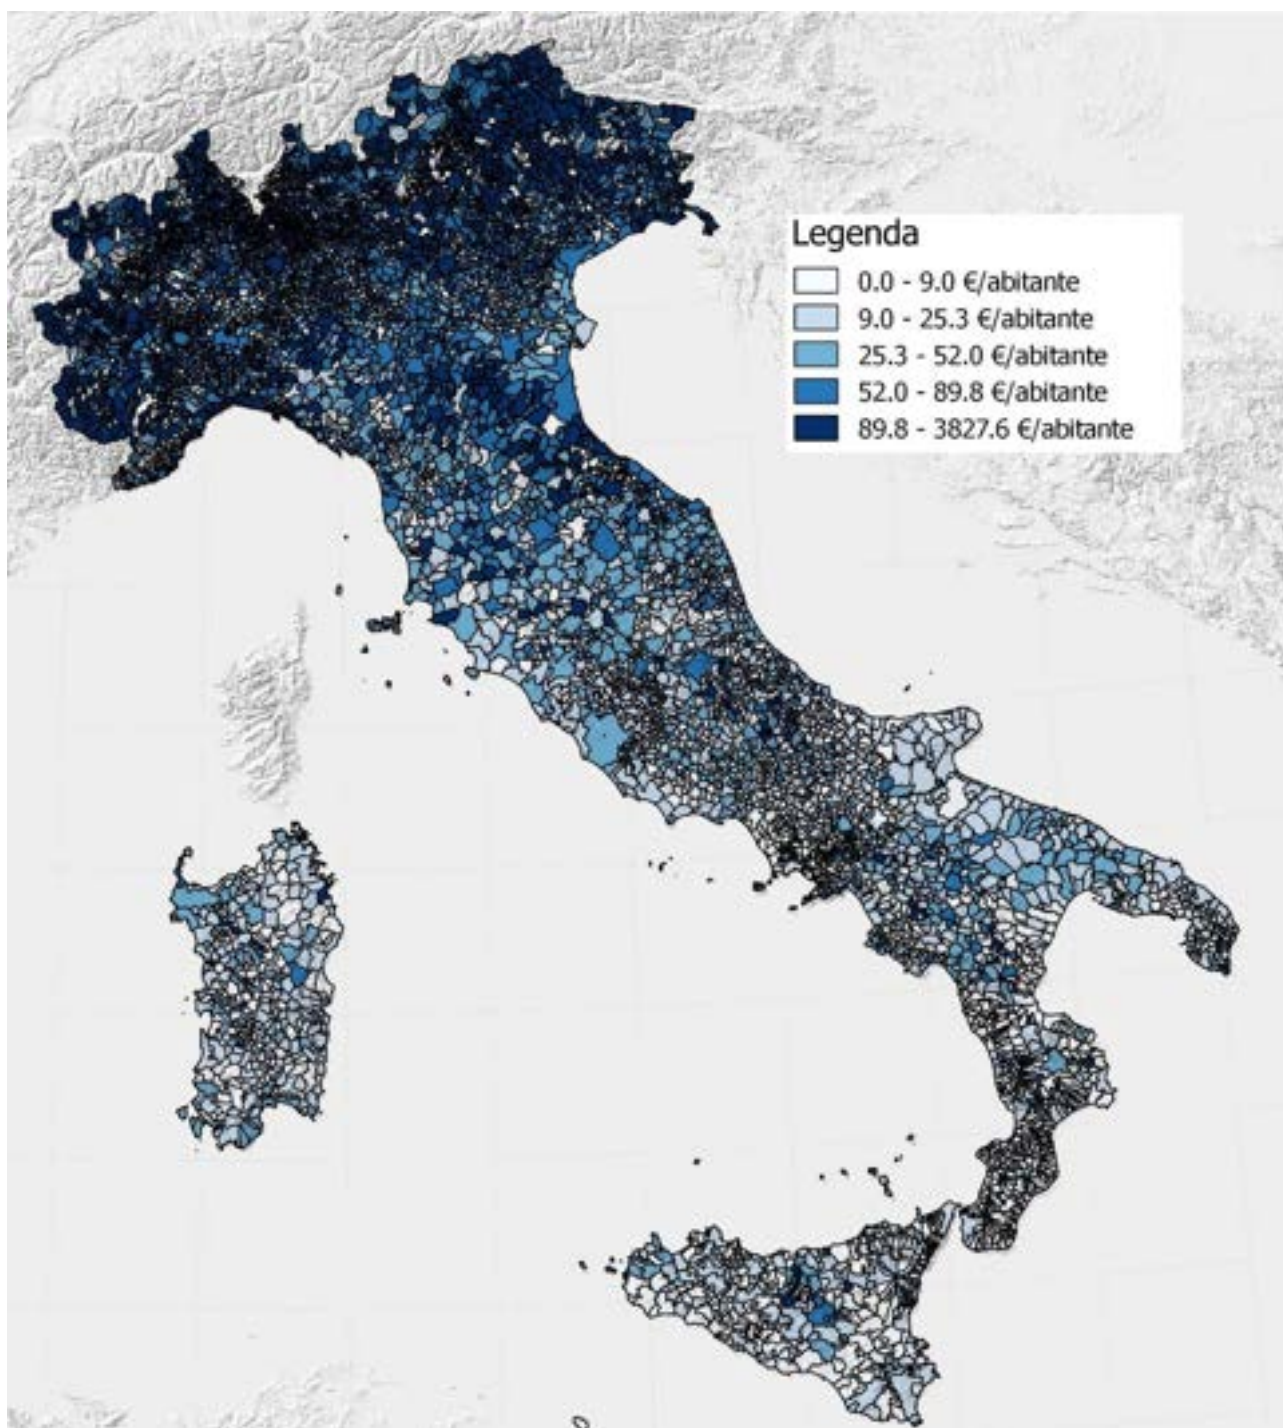 Legenda
0.0 - 9.0 €/abitante
9.0 - 25.3 €/abitante
25.3 - 52.0 €/abitante
52.0 - 89.8 €/abitante
89.8 - 3827.6 €/abitante